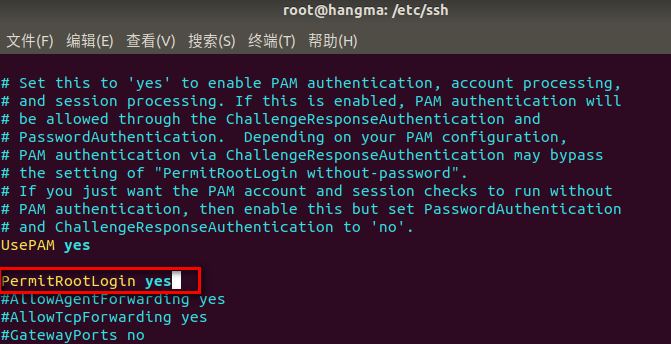 root@hangma: /etc/ssh
文件(F) 编辑(E) 查看(V) 搜索(S) 终端(T) 帮助(H)
# Set this to 'yes' to enable PAM authentication, account processing,
# and session processing. If this is enabled, PAM authentication will
# be allowed through the ChallengeResponseAuthentication and
# PasswordAuthentication.  Depending on your PAM configuration,
# PAM authentication via ChallengeResponseAuthentication may bypass
# the setting of "PermitRootLogin without-password".
# If you just want the PAM account and session checks to run without
# PAM authentication, then enable this but set PasswordAuthentication
# and ChallengeResponseAuthentication to 'no'.
UsePAM yes
PermitRootLogin yes
#AllowAgentForwarding yes
#AllowTcpForwarding yes
#GatewayPorts no